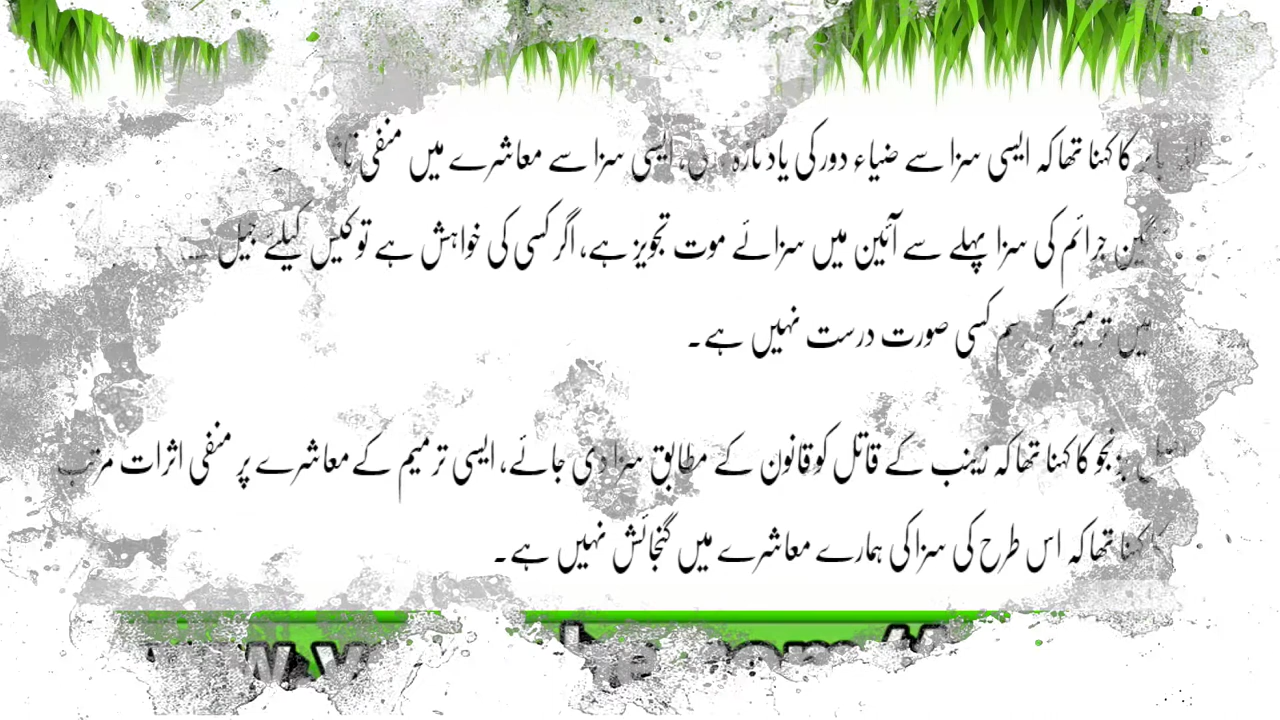 کا کہنا تھا کہ ایسی سزا سے ضیاء دور کی یاد تازہ ایسی سزا سے معاشرے میں منفی
جرائم کی سزا پہلے سے آئین میں سزائے موت تجویز ہے، اگر کسی کی خواہش ہے تو کیس کیلئے جیل
میں ترمیم کسی صورت درست نہیں ہے۔
کا کہنا تھا کہ زینب کے قاتل کو قانون کے مطابق سزا دی جائے، ایسی ترمیم کے معاشرے پر منفی اثرات
کہنا تھا کہ اس طرح کی سزا کی ہمارے معاشرے میں گنجائش نہیں ہے۔